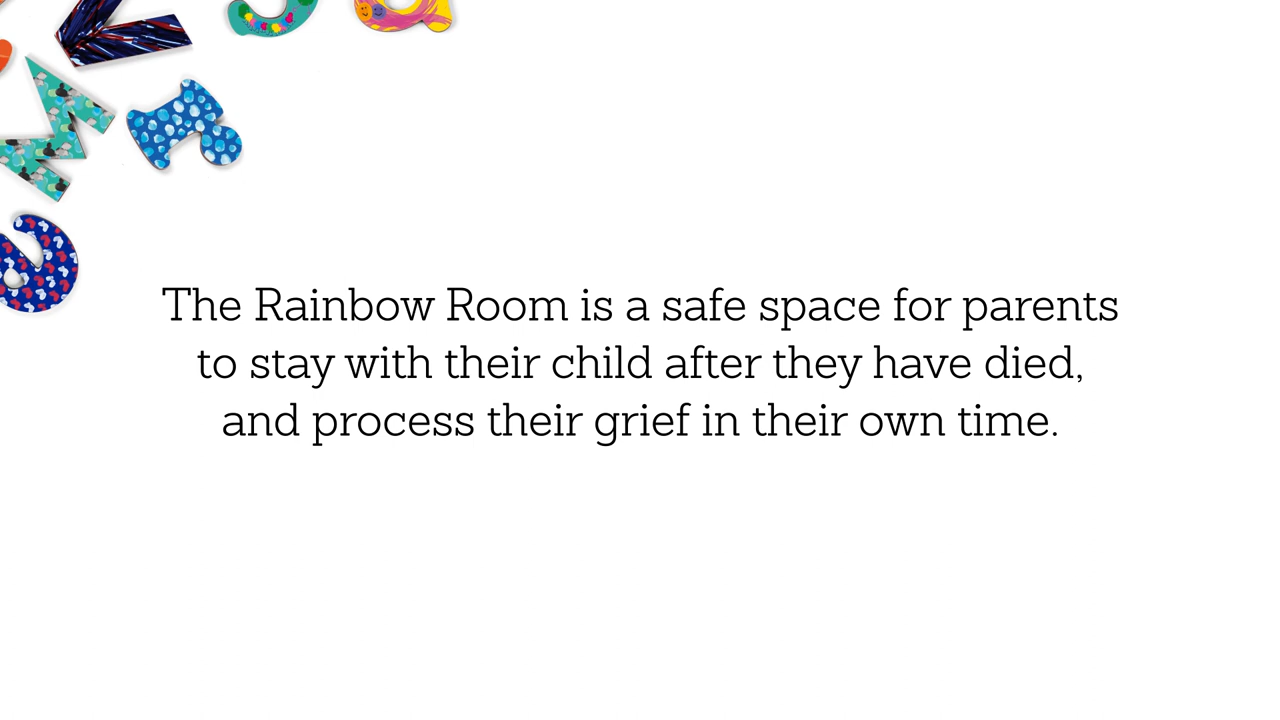 The Rainbow Room is a safe space for parents
to stay with their child after they have died,
and process their grief in their own time.